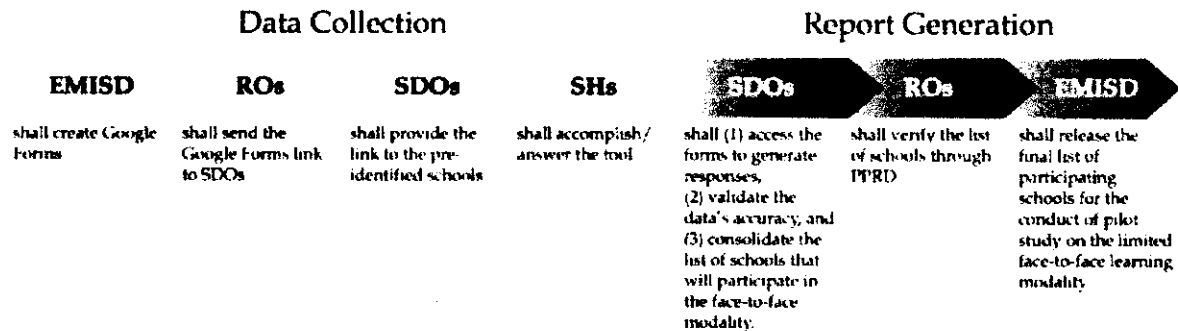 Data Collection
EMISD
shall create Google
Forms
ROs
shall send the
Google Forms link
to SDOs
SDOs
shall provide the
link to the pre-
identified schools
SHs
shall accomplish/
answer the tool
Report Generation
SDOs
shall (1) access the
forms to generate
responses,
(2) validate the
data's accuracy, and
(3) consolidate the
list of schools that
will participate in
the face-to-face
modality.
ROs
shall verify the list
of schools through
PPRD
EMISD
shall release the
final list of
participating
schools for the
conduct of pilot
study on the limited
face-to-face learning
modality